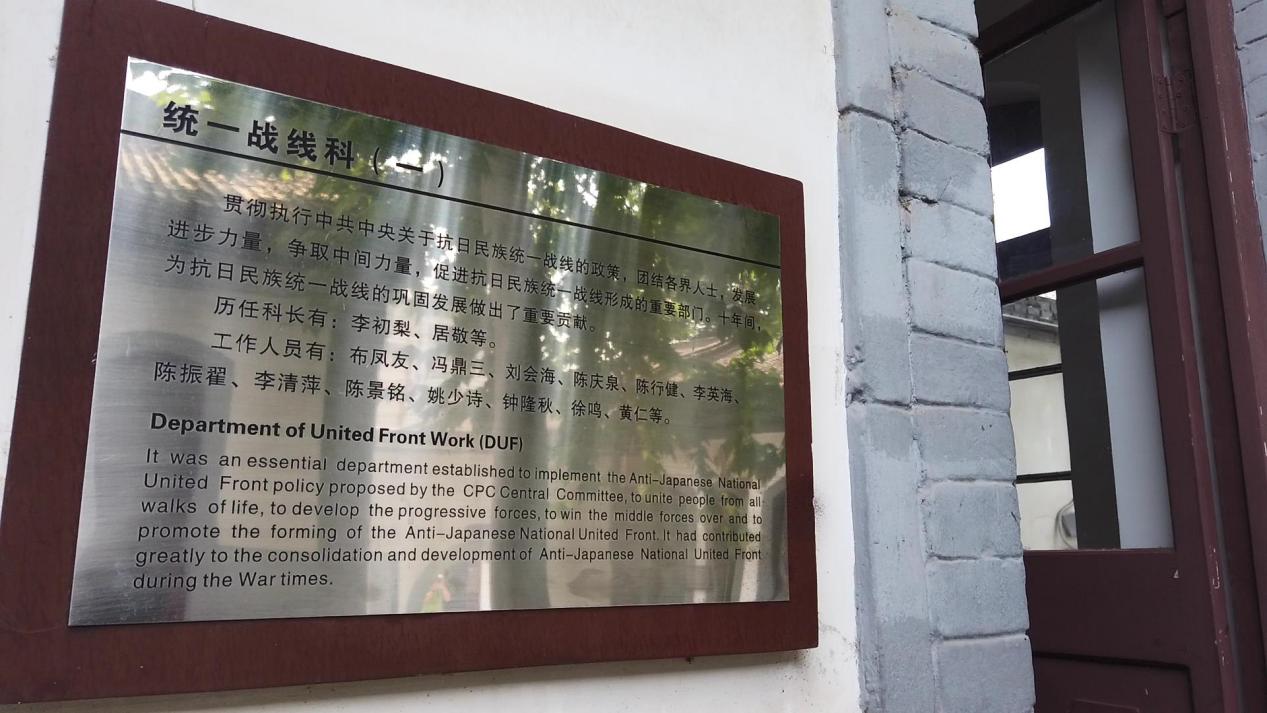 统一战线科（一）
贯彻执行中共中央关于抗日民族统一战线的政策，团结各界人士，发展
进步力量，争取中间力量，促进抗日民族统一战线形成的重要部门。十年间，
为抗日民族统一战线的巩固发展做出了重要贡献。
历任科长有：李初梨、居敬等。
工作人员有：布凤友、冯鼎三、刘会海、陈庆泉、陈行健、李英海、
陈振翟、李清萍、陈景铭、姚少诗、钟隆秋、徐鸣、黄仁等。
Department of United Front Work (DUF)
It was an essential department established to implement the Anti-Japanese National
United Front policy proposed by the CPC Central Committee, to unite people from all
walks of life, to develop the progressive forces, to win the middle forces over and to
promote the forming of the Anti-Japanese National United Front. It had contributed
greatly to the consolidation and development of Anti-Japanese National United Front
during the War times.